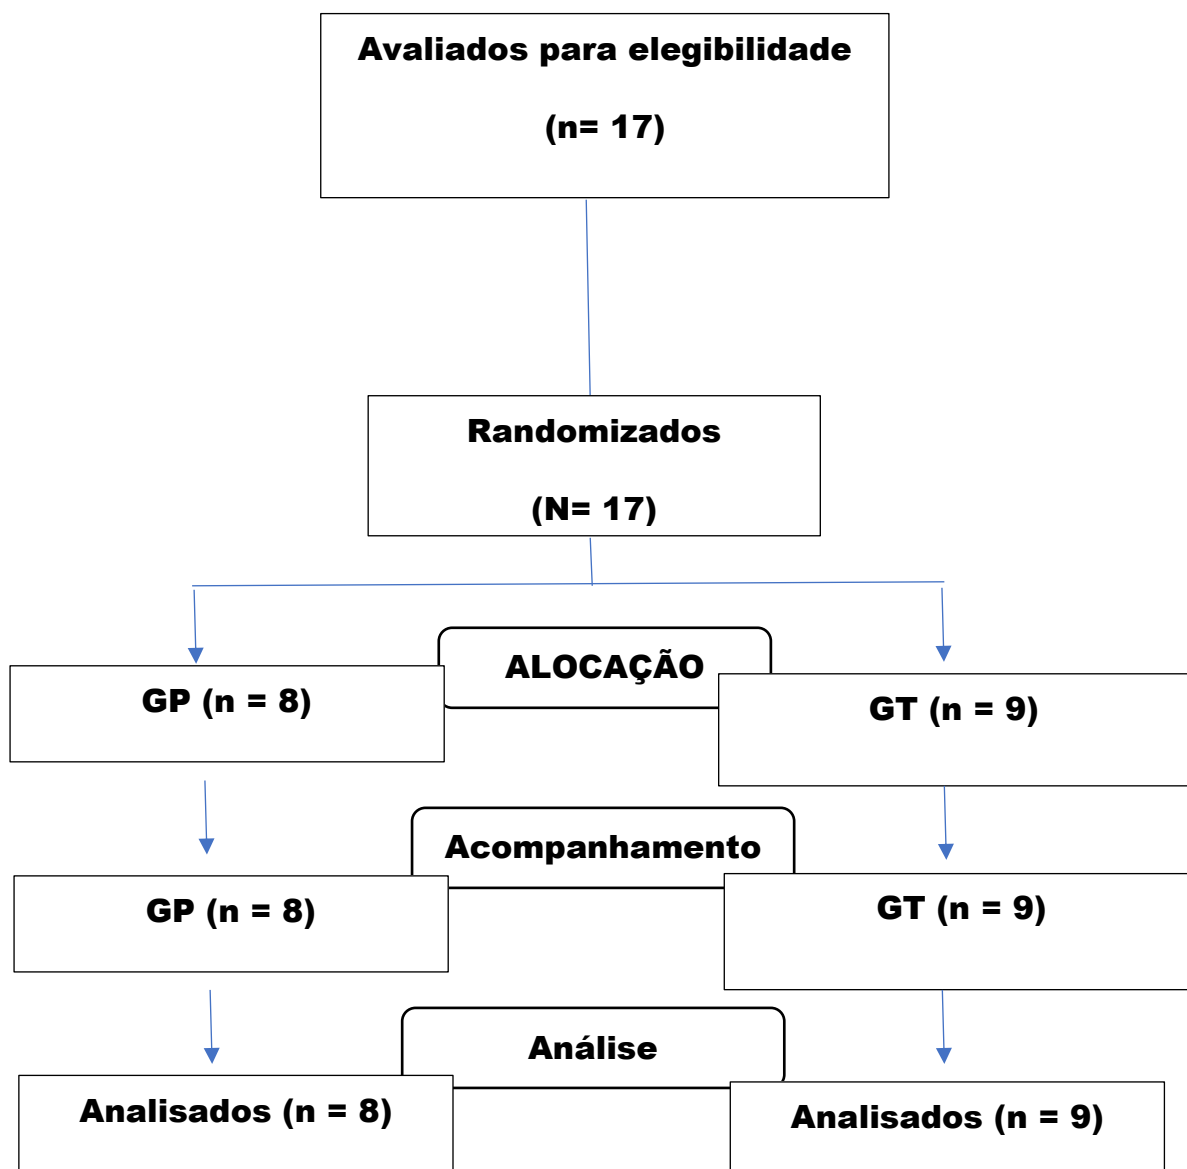 Avaliados para elegibilidade
(n= 17)
Randomizados
(N= 17)
ALOCAÇÃO
GP (n = 8)
GT (n = 9)
Acompanhamento
GP (n = 8)
GT (n = 9)
Análise
Analisados (n = 8)
Analisados (n = 9)